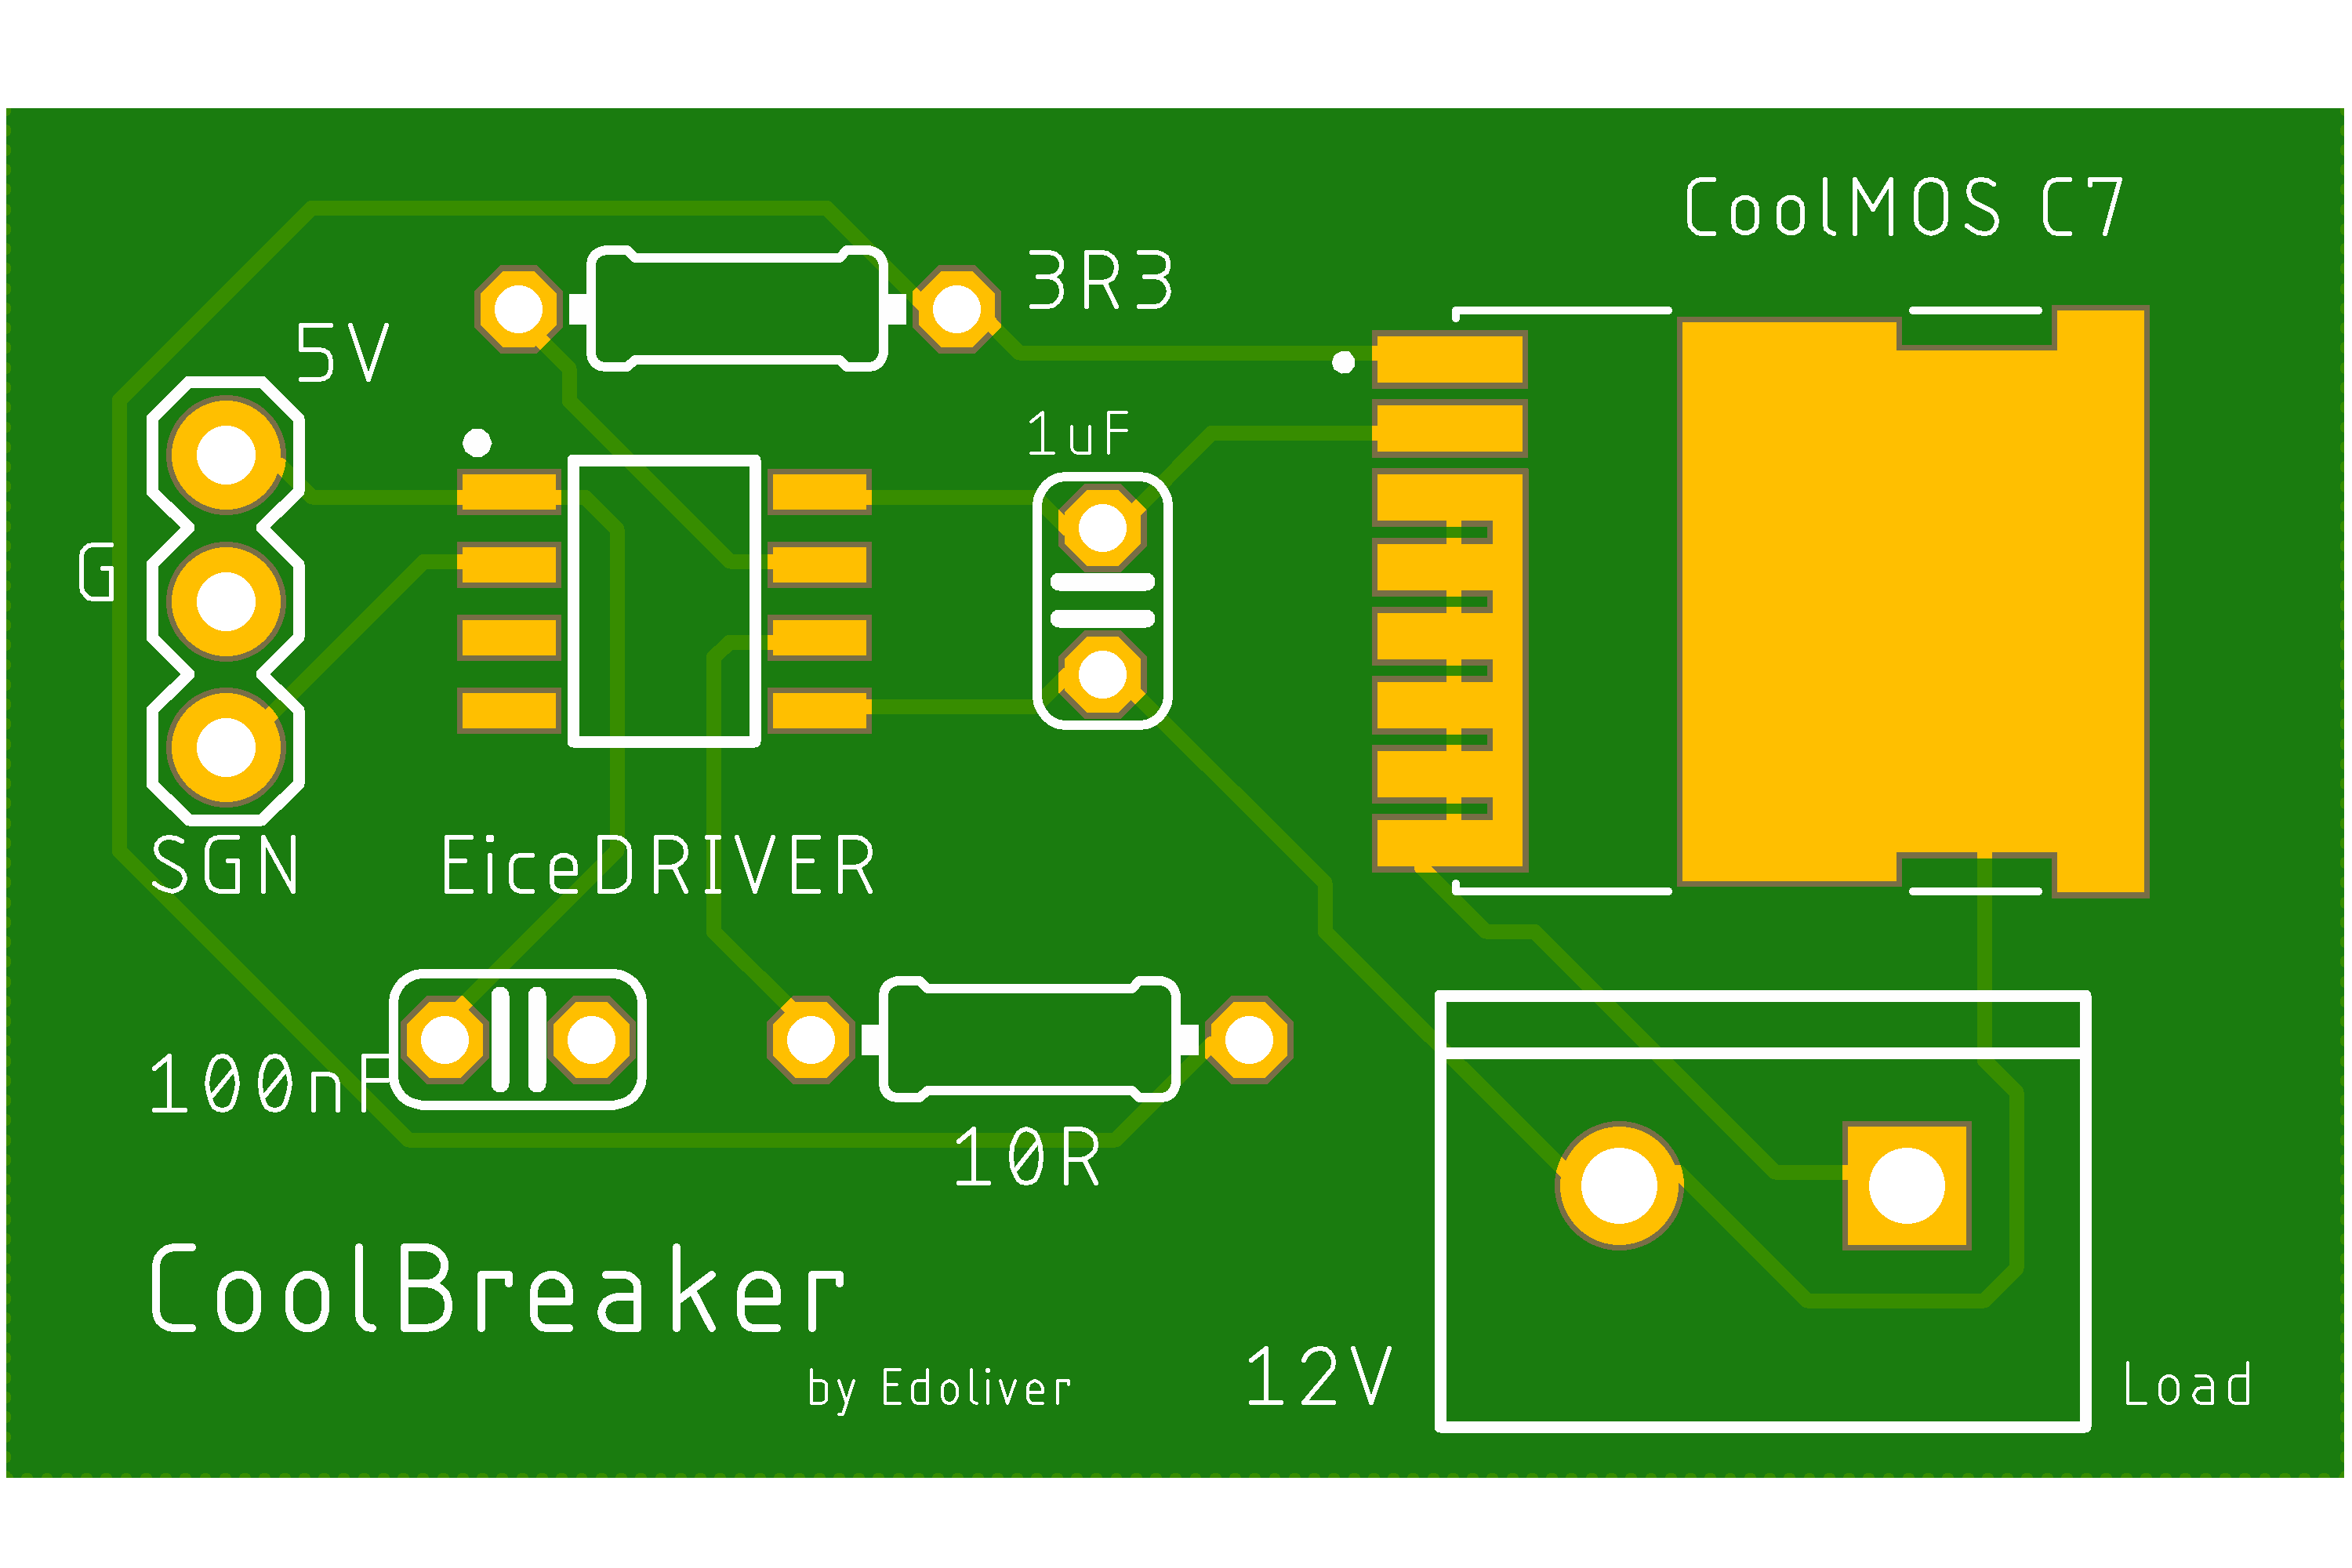 CoolMOS C7
3R3
5V
1uF
G
SGN
EiceDRIVER
100nF
10R
CoolBreaker
by Edoliver
12V
Load